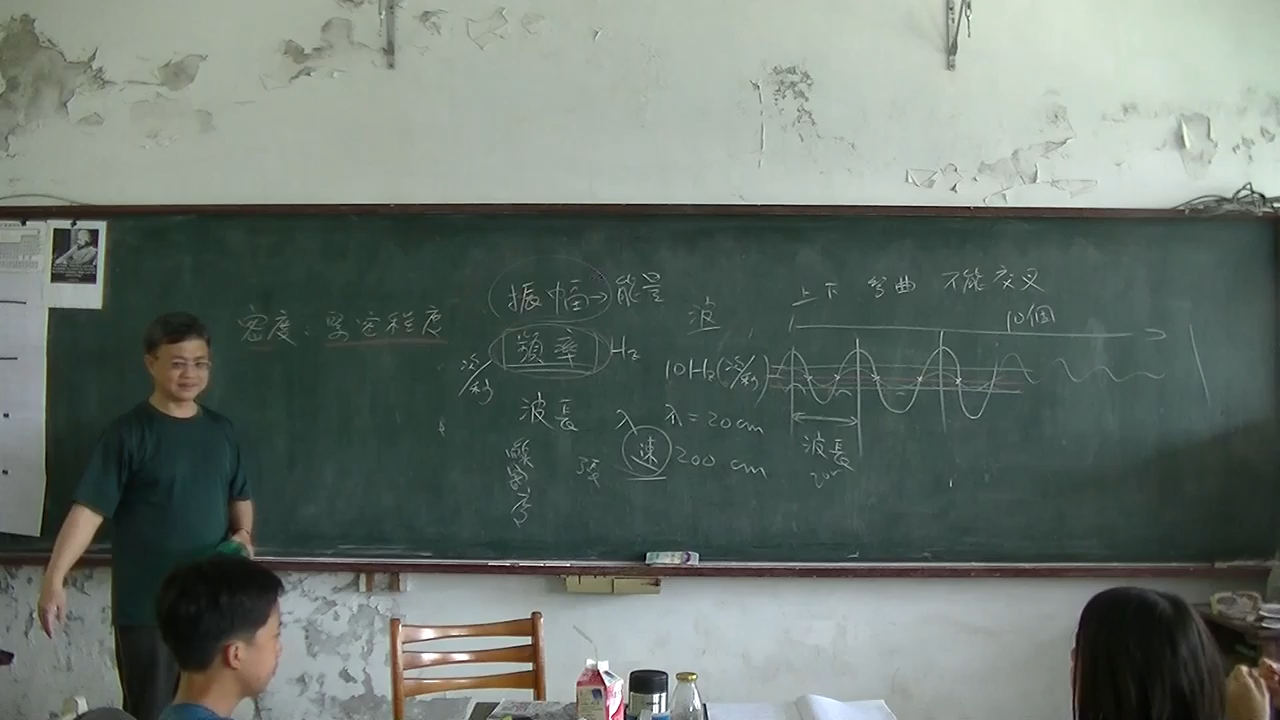 密度：緊密程度
振幅→能量
頻率 Hz
次/秒
波長 λ
波
10Hz(次/秒)
λ=20cm
速 200 cm
上下 彎曲 不能交叉
10個
波長